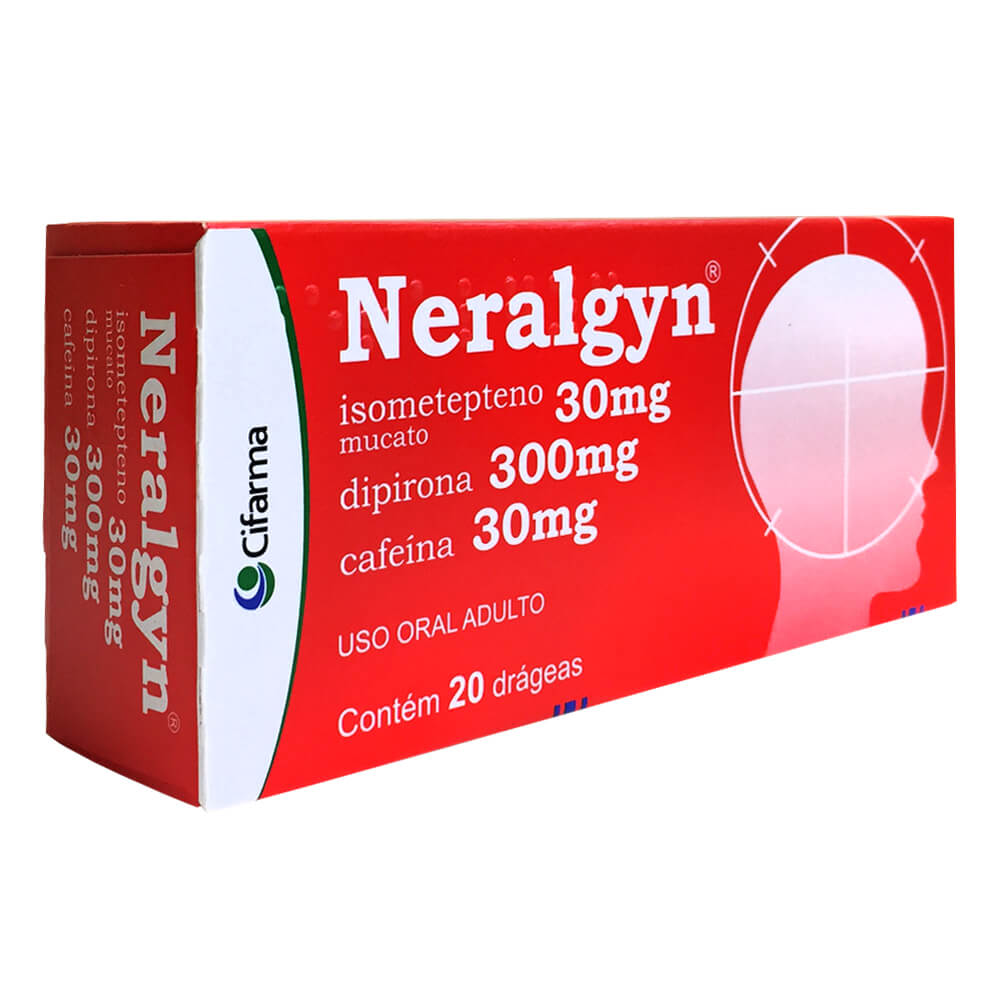 Neralgyn®
isometepteno 30mg
mucato
dipirona 300mg
cafeína 30mg
USO ORAL ADULTO
Contém 20 drágeas
Cifarma
Neralgyn®
isometepteno 30mg
mucato
dipirona 300mg
cafeína 30mg